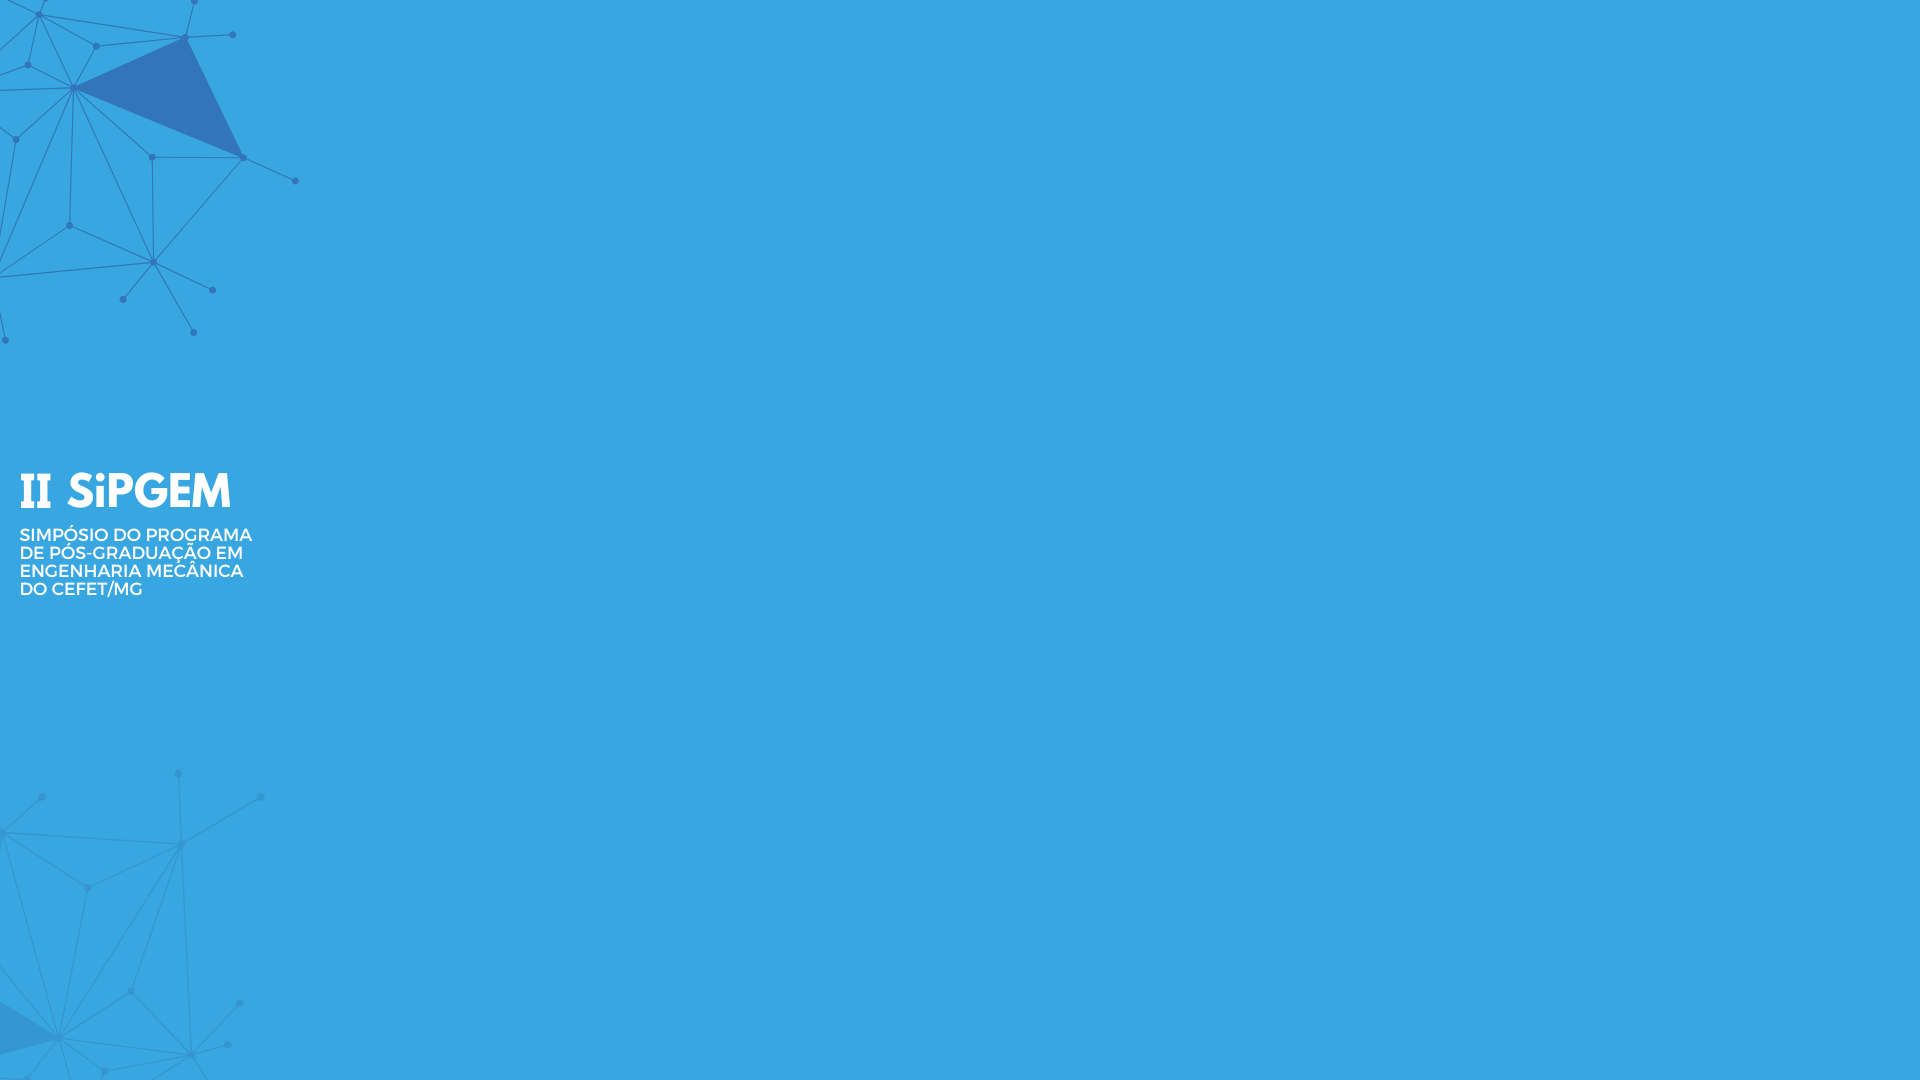 II SiPGEM
SIMPÓSIO DO PROGRAMA
DE PÓS-GRADUAÇÃO EM
ENGENHARIA MECÂNICA
DO CEFET/MG